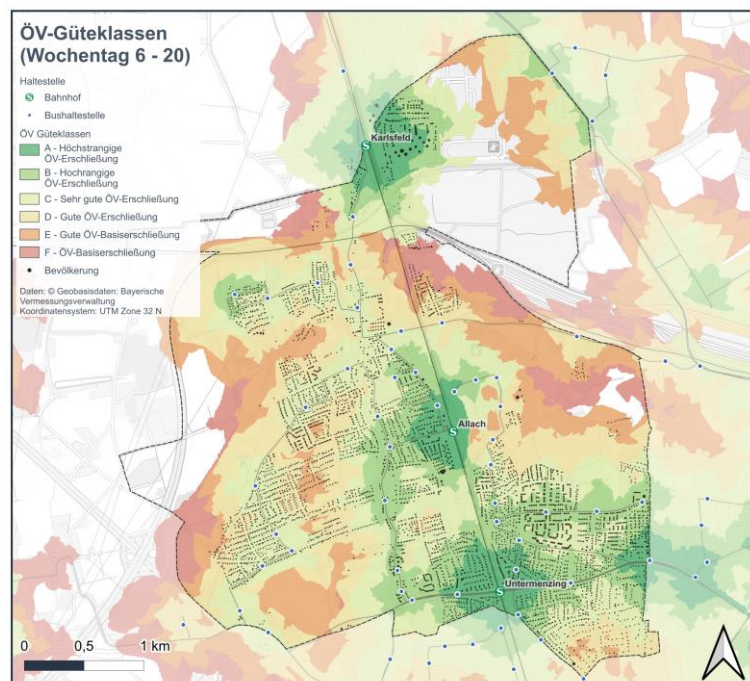 ÖV-Güteklassen
(Wochentag 6 - 20)
Haltestelle
S Bahnhof
Bushaltestelle
ÖV Güteklassen
A - Höchstrangige
ÖV-Erschließung
B - Hochrangige
ÖV-Erschließung
C - Sehr gute ÖV-Erschließung
D - Gute ÖV-Erschließung
E - Gute ÖV-Basiserschließung
F - ÖV-Basiserschließung
Bevölkerung
Daten: © Geobasisdaten: Bayerische
Vermessungsverwaltung
Koordinatensystem: UTM Zone 32 N
Karlsfeld
S
Allach
S
Untermenzing
S
0 0,5 1 km